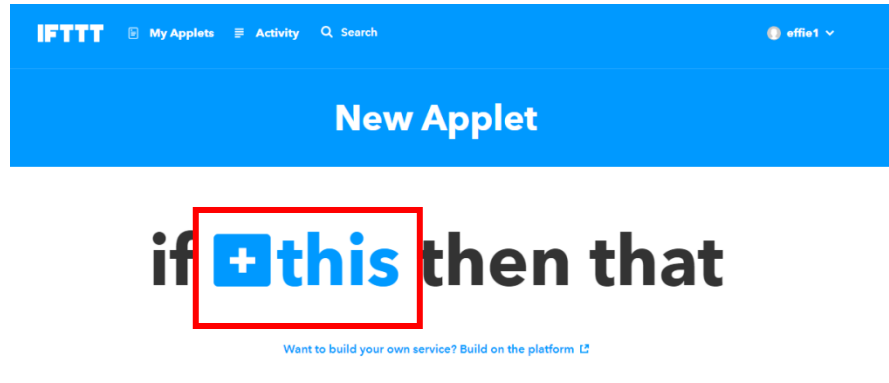 IFTTT My Applets Activity Search effie1
New Applet
if + this then that
Want to build your own service? Build on the platform